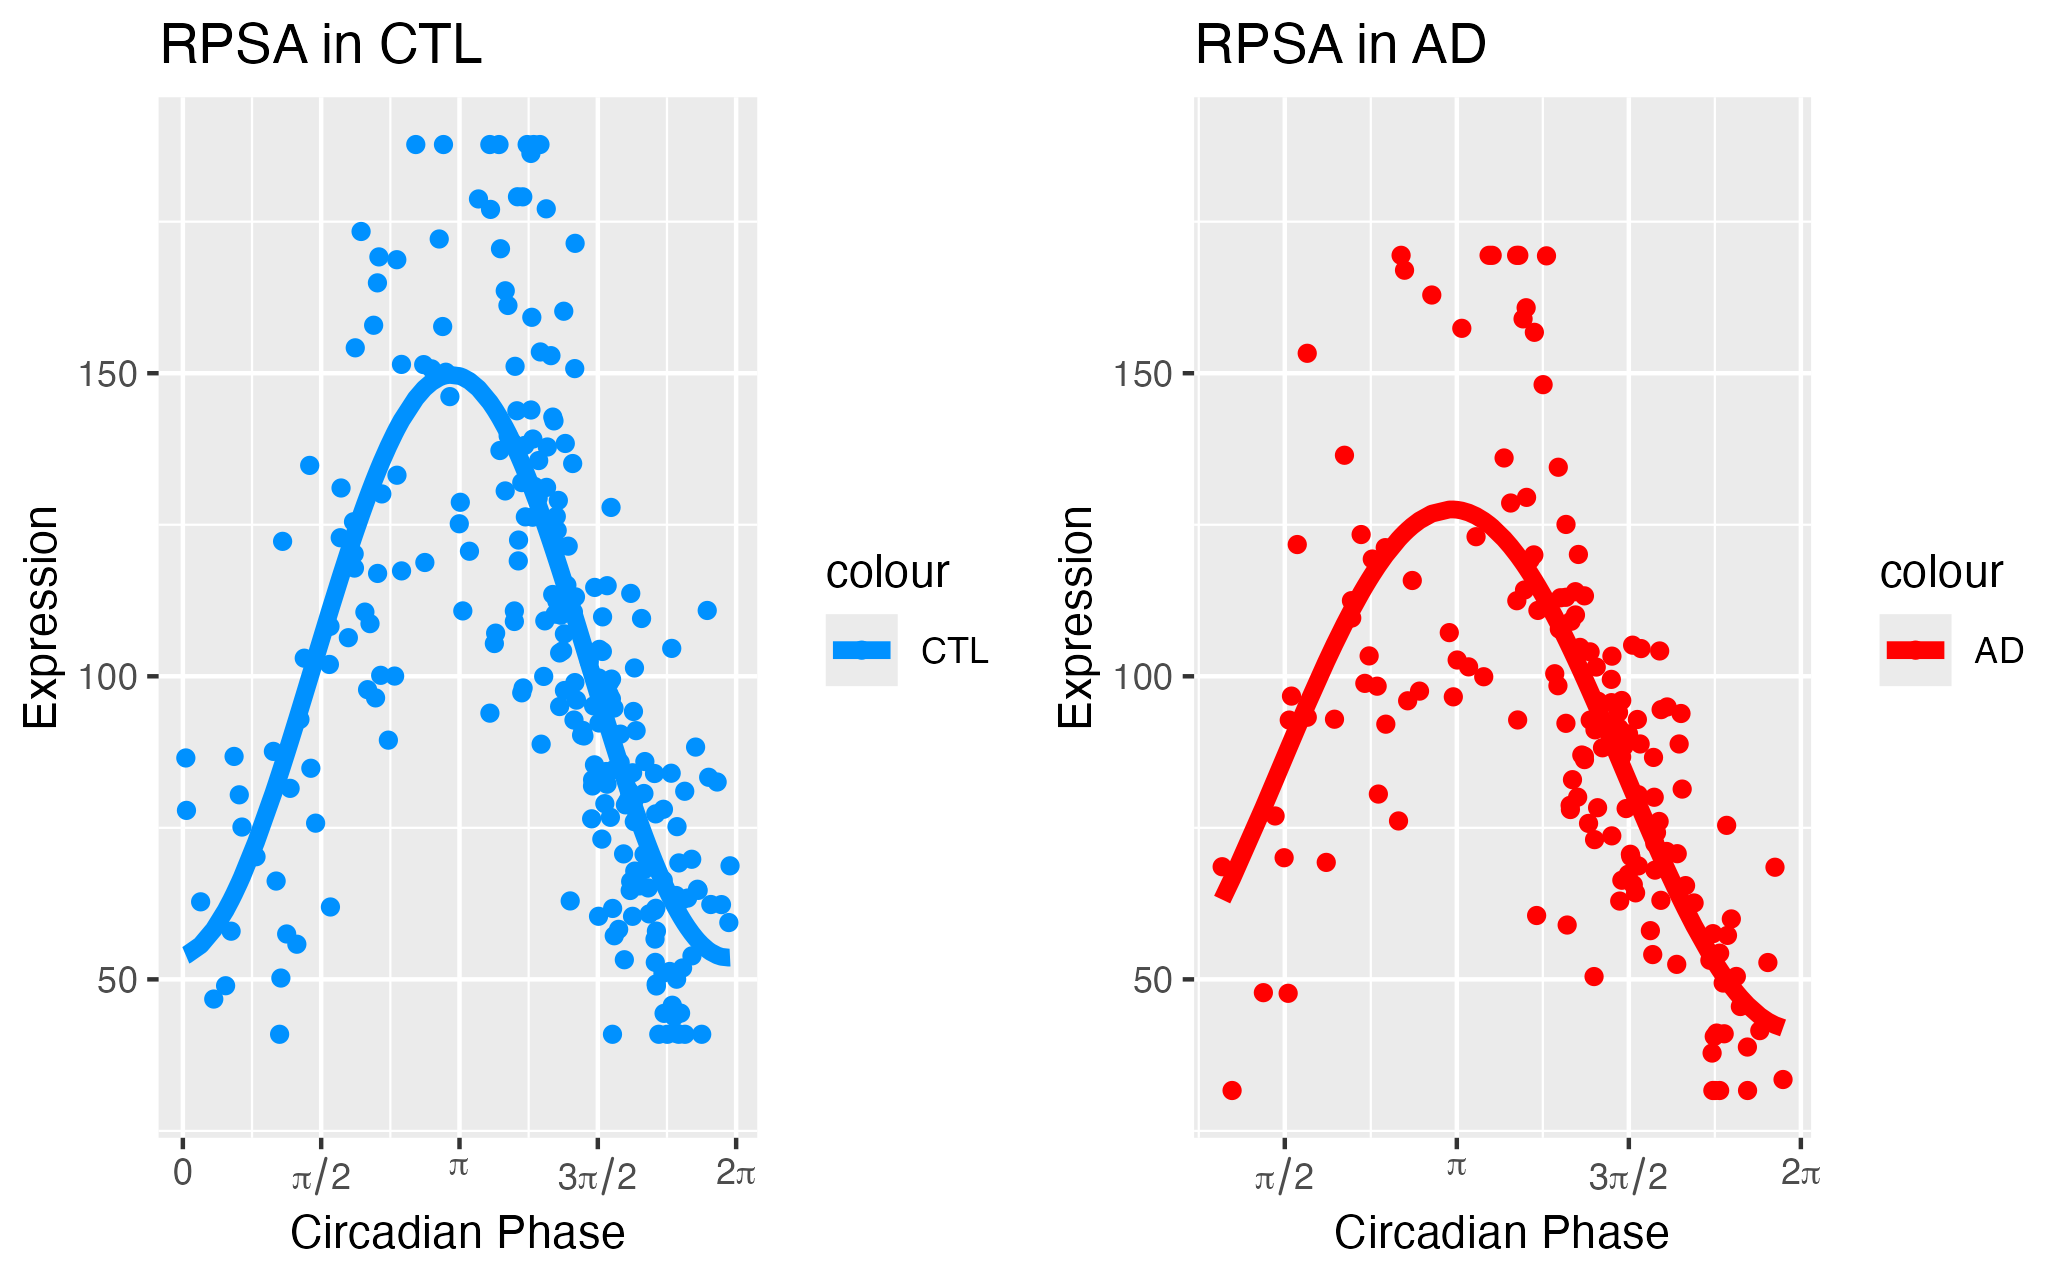 RPSA in CTL
Expression
150
100
50
0
π/2
π
3π/2
2π
Circadian Phase
colour
CTL
RPSA in AD
Expression
150
100
50
π/2
π
3π/2
2π
Circadian Phase
colour
AD